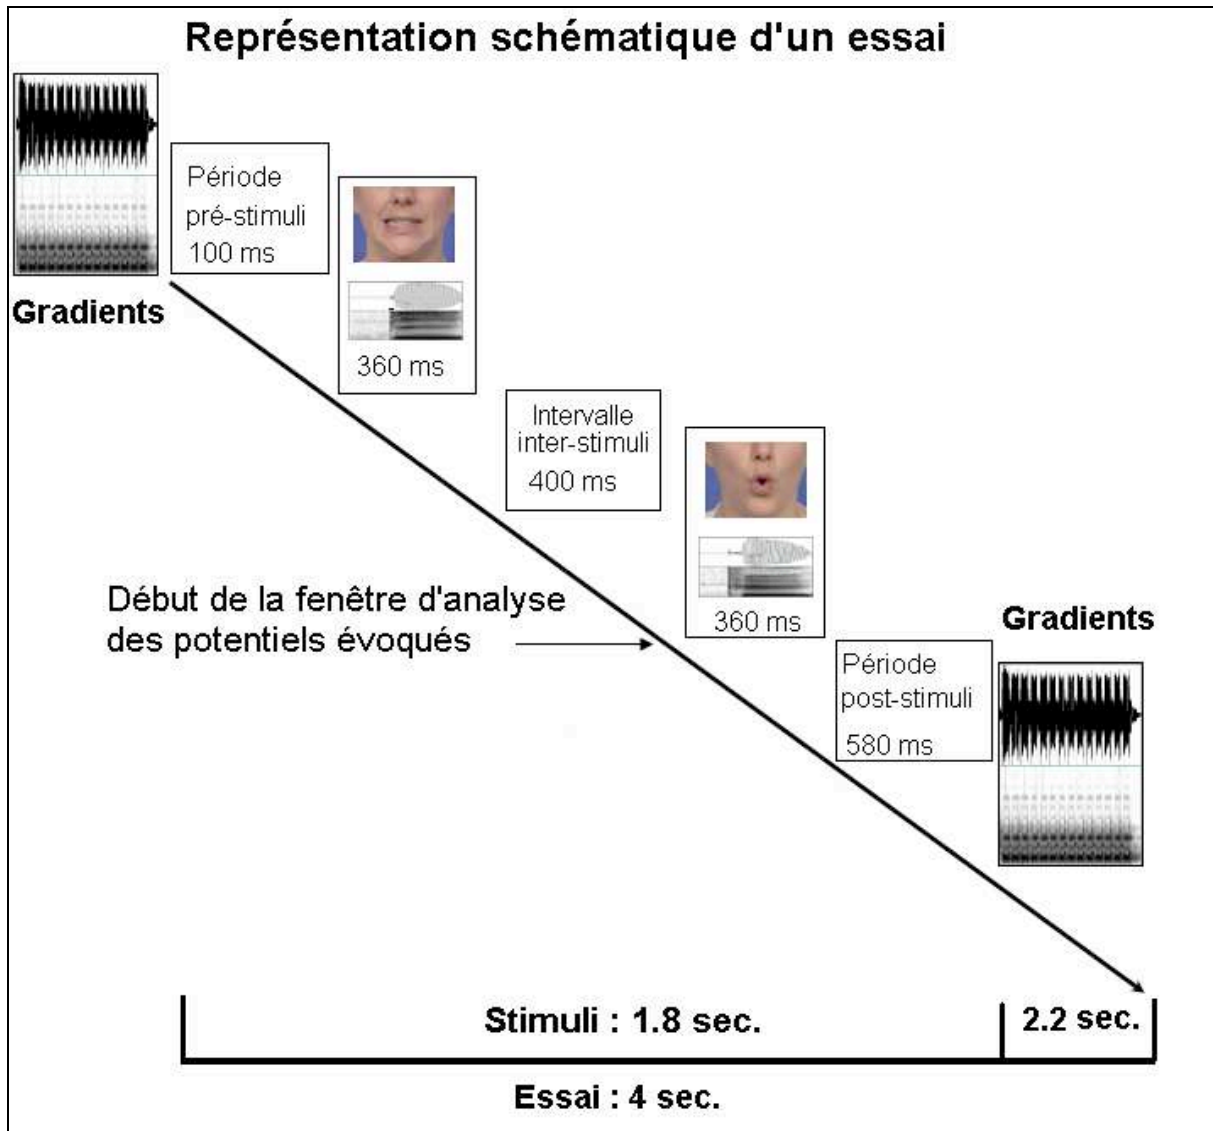 Représentation schématique d'un essai
Gradients
Période
pré-stimuli
100 ms
360 ms
Intervalle
inter-stimuli
400 ms
360 ms
Début de la fenêtre d'analyse
des potentiels évoqués
Gradients
Période
post-stimuli
580 ms
Stimuli : 1.8 sec.
2.2 sec.
Essai : 4 sec.